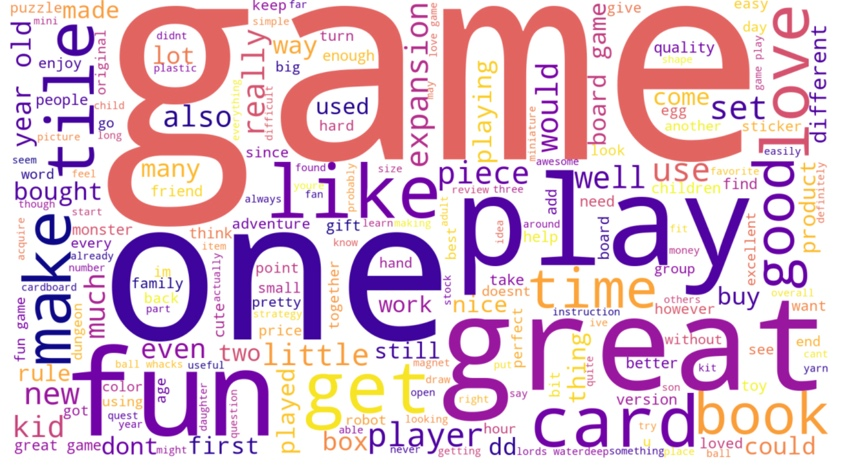 game
one
play
great
fun
like
get
tile
make
love
good
time
card
book
puzzle
made
mini
year old
enjoy
people
original
child
go
long
picture
seem
word
feel
bought
though
start
acquire
monster
every
already
number
cardboard
dungeon
much
fun game
rule
new
kid
got
great game
dont
might
first
didnt
lot
plastic
also
many
friend
everything
really
difficult
since
keep
far
simple
way
turn
enough
big
used
hard
always
found
youre
fan
probably
size
learn
making
gift
know
adventure
think
item
actually
cute
im
family
back
part
point
small
pretty
strategy
price
together
hand
work
two
little
still
even
ball whacks
useful
color
using
age
quest
year
daughter
question
played
box
able
robot
looking
magnet
open
draw
player
never
getting
hour
dd
lords waterdeep
say
right
put
perfect
nice
stock
best
adult
idea
expansion
may
love game
playing
miniature
would
board game
give
look
awesome
piece
review
three
well
add
around
help
need
board
use
children
find
favorite
another
egg
come
quality
shape
set
sticker
easy
day
game play
different
easily
product
definitely
excellent
fit
money
group
take
doesnt
instruction
ive
however
others
buy
overall
want
without
see
end
cant
yarn
better
kit
son
version
toy
thing
bit
quite
try
y
something
place
loved
ball
could